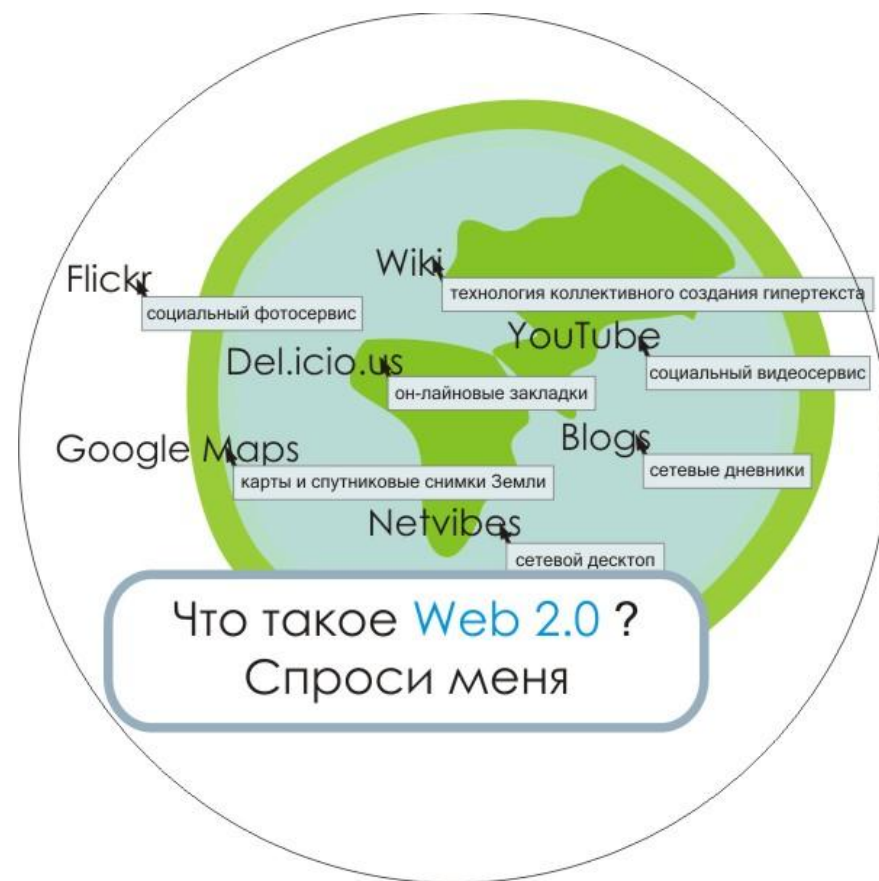 Wiki
Flickr
технология коллективного создания гипертекста
социальный фотосервис
YouTube
Del.icio.us
социальный видеосервис
он-лайновые закладки
Blogs
Google Maps
сетевые дневники
карты и спутниковые снимки Земли
Netvibes
сетевой десктоп
Что такое Web 2.0 ?
Спроси меня